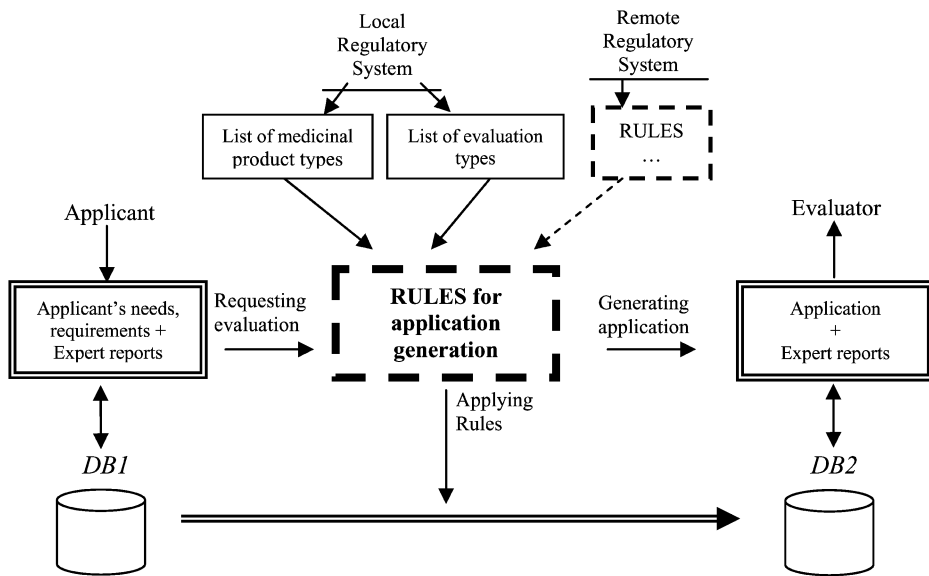 Local
Regulatory
System
Remote
Regulatory
System
List of medicinal
product types
List of evaluation
types
RULES
...
Applicant
Evaluator
Applicant's needs,
requirements +
Expert reports
Requesting
evaluation
RULES for
application
generation
Generating
application
Application
+
Expert reports
Applying
Rules
DB1
DB2